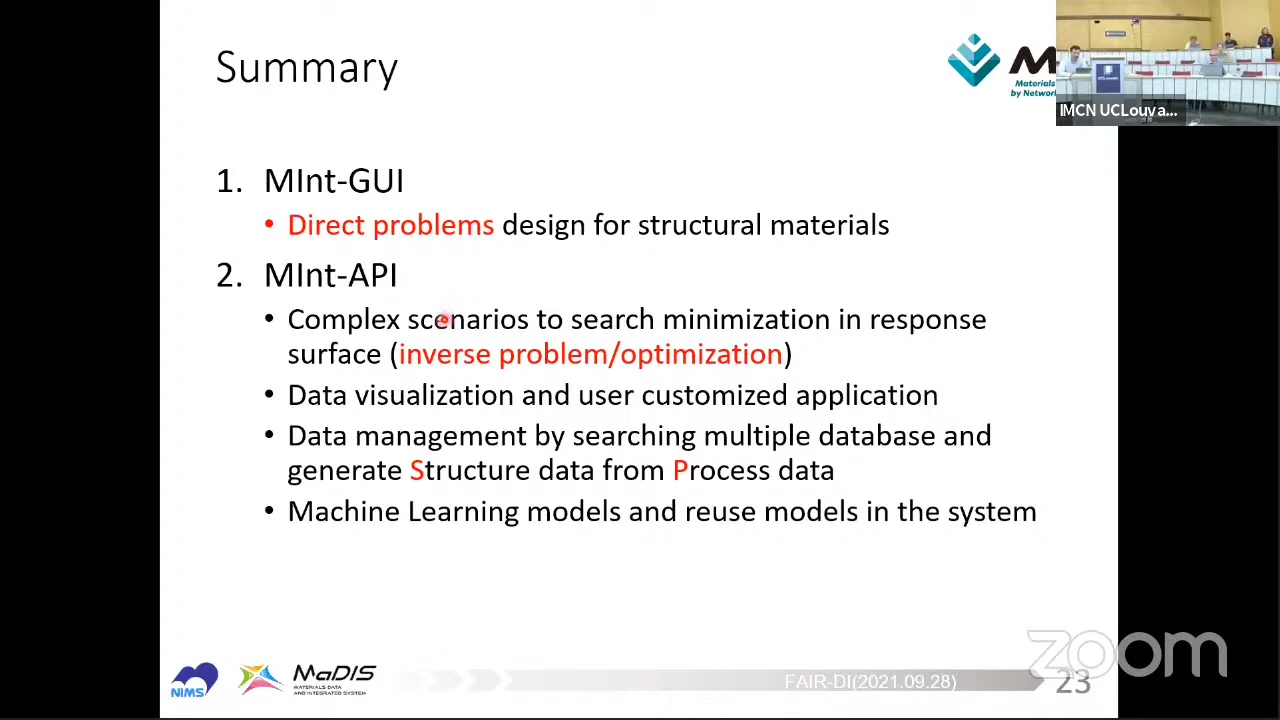 Summary
M
Materials
by Network
IMCN UCLouva...
1. MInt-GUI
• Direct problems design for structural materials
2. MInt-API
• Complex scenarios to search minimization in response
surface (inverse problem/optimization)
• Data visualization and user customized application
• Data management by searching multiple database and
generate Structure data from Process data
• Machine Learning models and reuse models in the system
NIMS
MaDIS
MATERIALS DATA
AND INTEGRATED SYSTEM
FAIR-DI(2021.09.28)
23
zoom